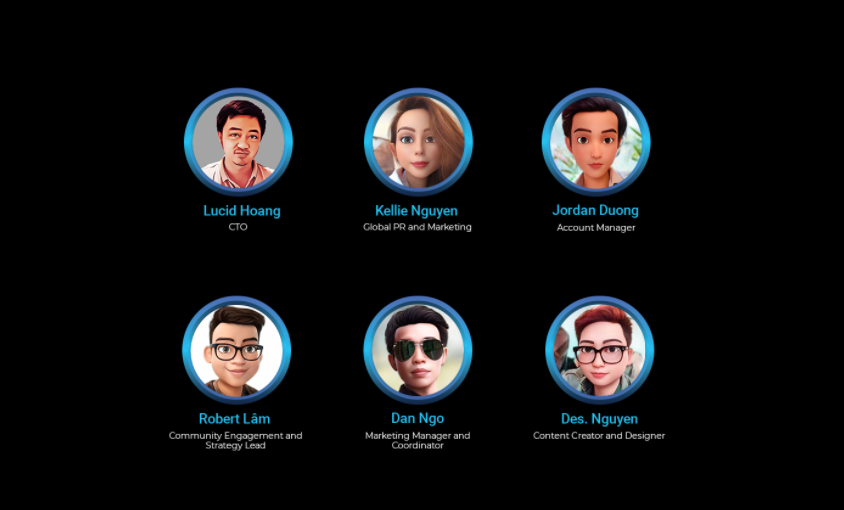 Lucid Hoang
CTO
Kellie Nguyen
Global PR and Marketing
Jordan Duong
Account Manager
Robert Lâm
Community Engagement and
Strategy Lead
Dan Ngo
Marketing Manager and
Coordinator
Des. Nguyen
Content Creator and Designer